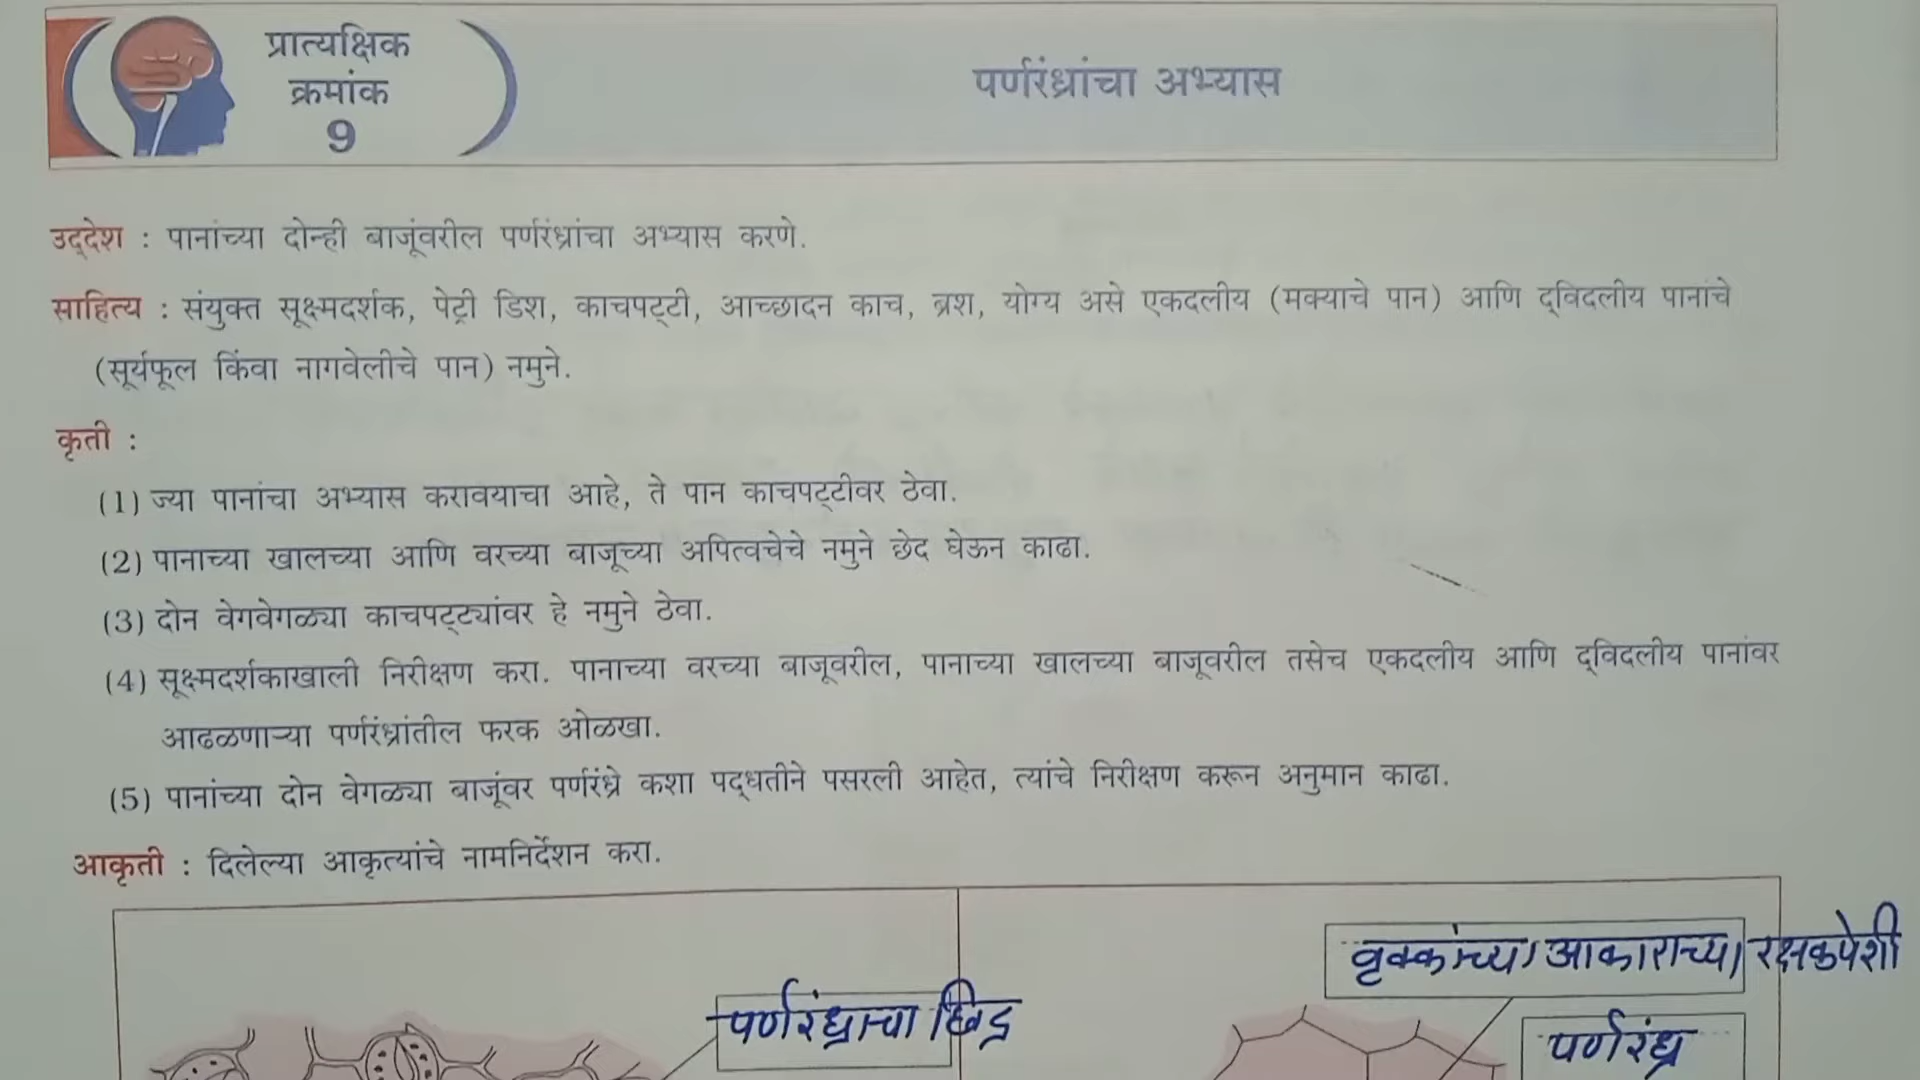 प्रात्यक्षिक
क्रमांक
9
पर्णरंध्रांचा अभ्यास
उद्देश : पानांच्या दोन्ही बाजूंवरील पर्णरंध्रांचा अभ्यास करणे.
साहित्य : संयुक्त सूक्ष्मदर्शक, पेट्री डिश, काचपट्टी, आच्छादन काच, ब्रश, योग्य असे एकदलीय (मक्याचे पान) आणि द्विदलीय पानांचे
(सूर्यफूल किंवा नागवेलीचे पान) नमुने.
कृती :
(1) ज्या पानांचा अभ्यास करावयाचा आहे, ते पान काचपट्टीवर ठेवा.
(2) पानाच्या खालच्या आणि वरच्या बाजूच्या अपित्वचेचे नमुने छेद घेऊन काढा.
(3) दोन वेगवेगळ्या काचपट्ट्यांवर हे नमुने ठेवा.
(4) सूक्ष्मदर्शकाखाली निरीक्षण करा. पानाच्या वरच्या बाजूवरील, पानाच्या खालच्या बाजूवरील तसेच एकदलीय आणि द्विदलीय पानांवर
आढळणाऱ्या पर्णरंध्रांतील फरक ओळखा.
(5) पानांच्या दोन वेगळ्या बाजूंवर पर्णरंध्रे कशा पद्धतीने पसरली आहेत, त्यांचे निरीक्षण करून अनुमान काढा.
आकृती : दिलेल्या आकृत्यांचे नामनिर्देशन करा.
वृक्कांच्या आकाराच्या रक्षकपेशी
पर्णरंध्राचा छिद्र
पर्णरंध्र